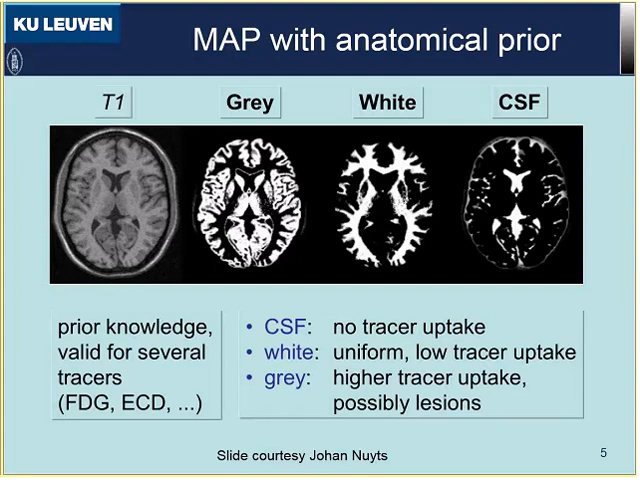 KU LEUVEN
MAP with anatomical prior
T1 Grey White CSF
prior knowledge,
valid for several
tracers
(FDG, ECD, ...)
• CSF: no tracer uptake
• white: uniform, low tracer uptake
• grey: higher tracer uptake,
possibly lesions
Slide courtesy Johan Nuyts
5